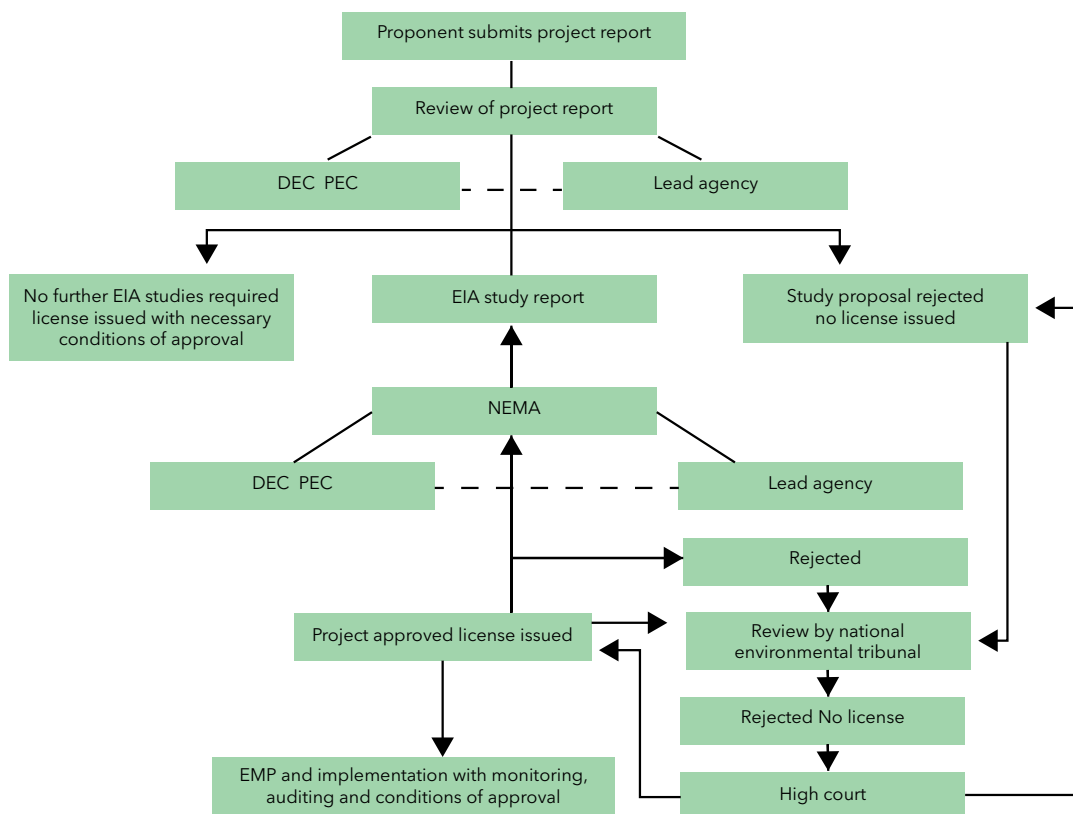 Proponent submits project report
Review of project report
DEC PEC
Lead agency
No further EIA studies required
license issued with necessary
conditions of approval
EIA study report
Study proposal rejected
no license issued
NEMA
DEC PEC
Lead agency
Rejected
Project approved license issued
Review by national
environmental tribunal
Rejected No license
EMP and implementation with monitoring,
auditing and conditions of approval
High court